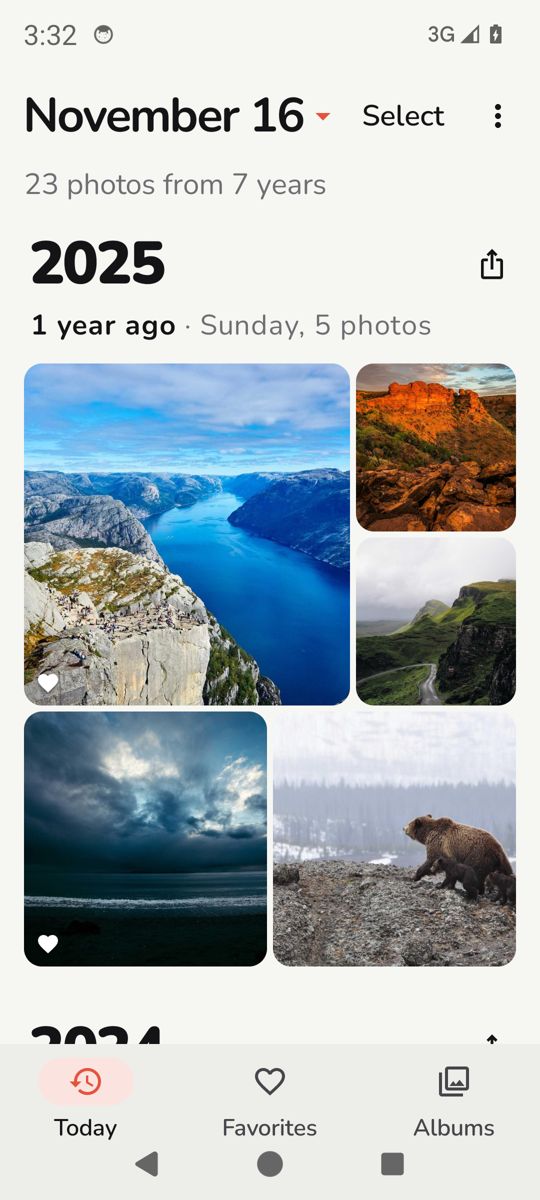 3:32
3G
November 16
Select
23 photos from 7 years
2025
1 year ago · Sunday, 5 photos
2024
Today
Favorites
Albums